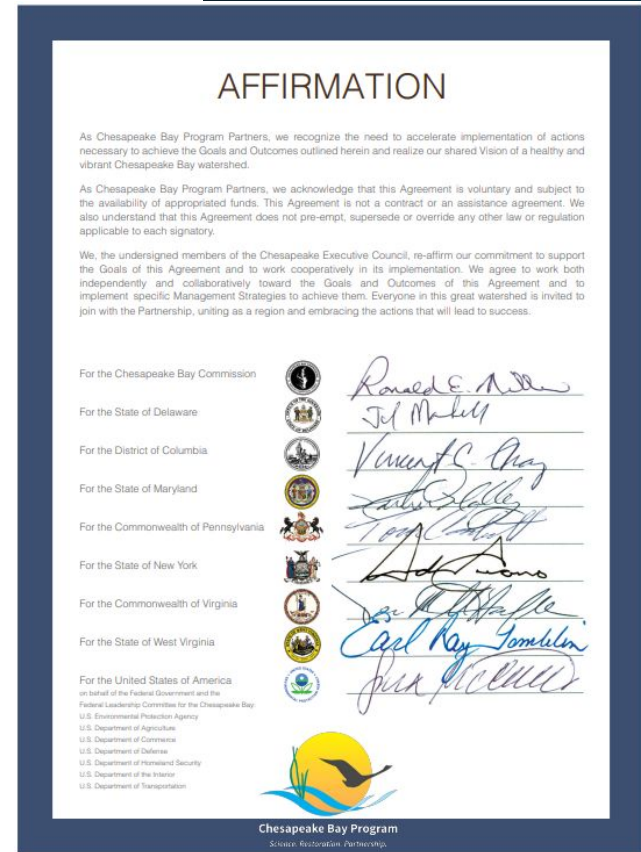 AFFIRMATION
As Chesapeake Bay Program Partners, we recognize the need to accelerate implementation of actions
necessary to achieve the Goals and Outcomes outlined herein and realize our shared Vision of a healthy and
vibrant Chesapeake Bay watershed.
As Chesapeake Bay Program Partners, we acknowledge that this Agreement is voluntary and subject to
the availability of appropriated funds. This Agreement is not a contract or an assistance agreement. We
also understand that this Agreement does not pre-empt, supersede or override any other law or regulation
applicable to each signatory.
We, the undersigned members of the Chesapeake Executive Council, re-affirm our commitment to support
the Goals of this Agreement and to work cooperatively in its implementation. We agree to work both
independently and collaboratively toward the Goals and Outcomes of this Agreement and to
implement specific Management Strategies to achieve them. Everyone in this great watershed is invited to
join with the Partnership, uniting as a region and embracing the actions that will lead to success.
For the Chesapeake Bay Commission Ronald E. Miller
For the State of Delaware
For the District of Columbia Vincent C. Gray
For the State of Maryland
For the Commonwealth of Pennsylvania Tom
For the State of New York
For the Commonwealth of Virginia
For the State of West Virginia Earl Ray Tomblin
For the United States of America
on behalf of the Federal Government and the
Federal Leadership Committee for the Chesapeake Bay
U.S. Environmental Protection Agency
U.S. Department of Agriculture
U.S. Department of Commerce
U.S. Department of Defense
U.S. Department of Homeland Security
U.S. Department of the Interior
U.S. Department of Transportation
Chesapeake Bay Program
Science. Restoration. Partnership.